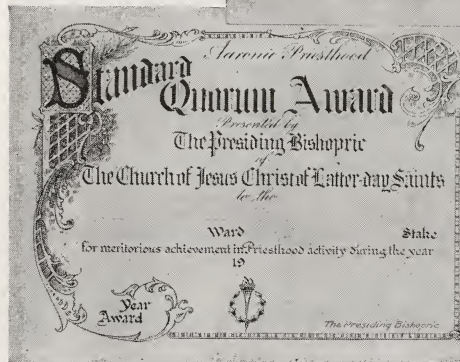 Aaronic Priesthood
Standard
Quorum Award
Presented by
The Presiding Bishopric
of
The Church of Jesus Christ of Latter-day Saints
to the
Ward Stake
for meritorious achievement in Priesthood activity during the year
19
Year
Award
The Presiding Bishopric